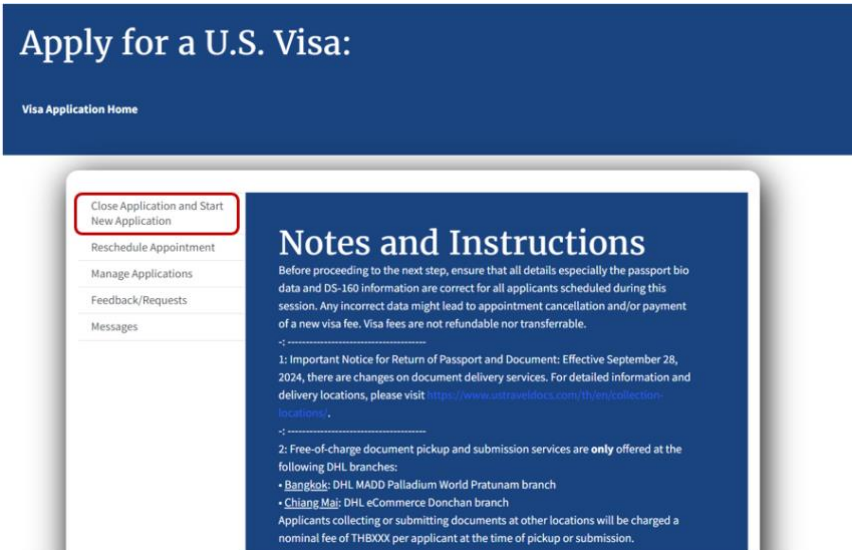 Apply for a U.S. Visa:
Visa Application Home
Close Application and Start
New Application
Reschedule Appointment
Manage Applications
Feedback/Requests
Messages
Notes and Instructions
Before proceeding to the next step, ensure that all details especially the passport bio
data and DS-160 information are correct for all applicants scheduled during this
session. Any incorrect data might lead to appointment cancellation and/or payment
of a new visa fee. Visa fees are not refundable nor transferrable.
-: --------------------------------------
1: Important Notice for Return of Passport and Document: Effective September 28,
2024, there are changes on document delivery services. For detailed information and
delivery locations, please visit https://www.ustraveldocs.com/th/en/collection-
locations/.
-: --------------------------------------
2: Free-of-charge document pickup and submission services are only offered at the
following DHL branches:
• Bangkok: DHL MADD Palladium World Pratunam branch
• Chiang Mai: DHL eCommerce Donchan branch
Applicants collecting or submitting documents at other locations will be charged a
nominal fee of THBXXX per applicant at the time of pickup or submission.